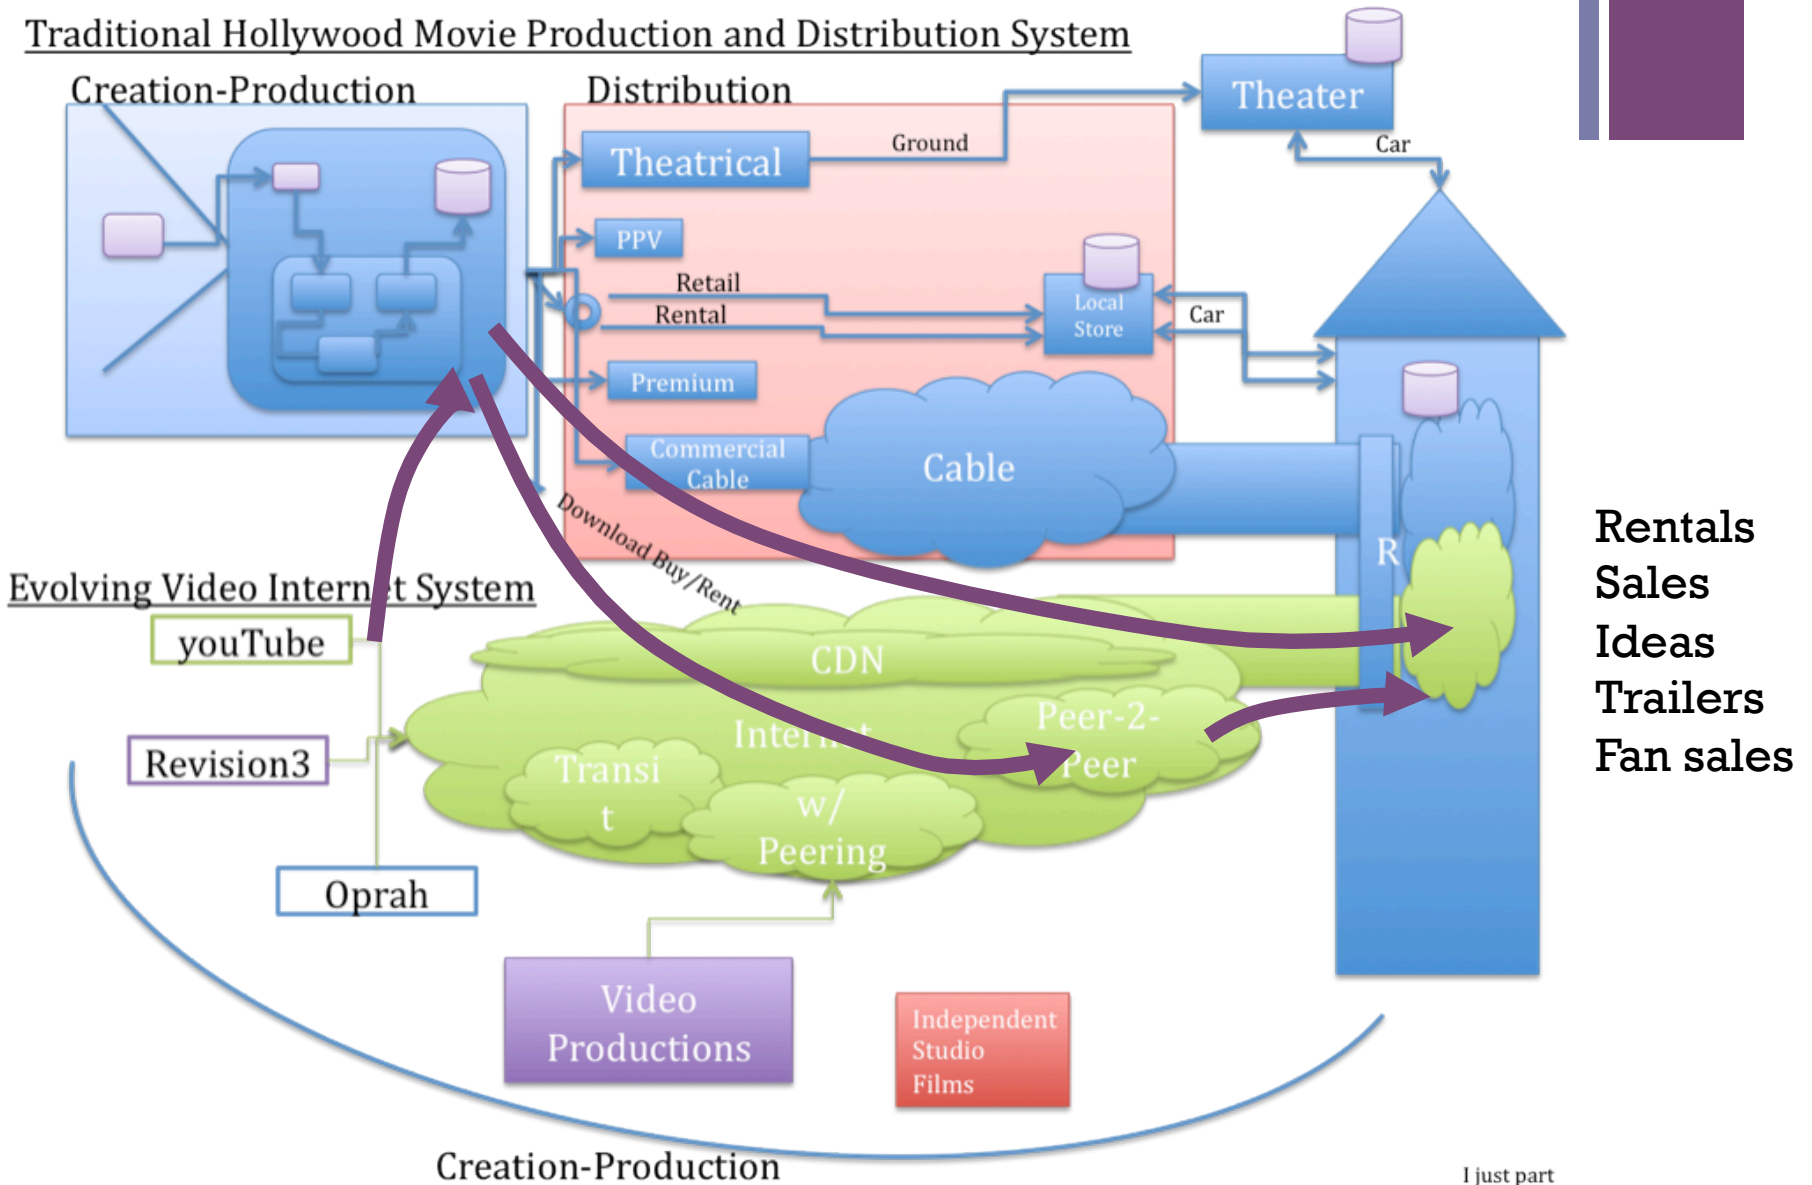 Traditional Hollywood Movie Production and Distribution System
Creation-Production
Distribution
Theater
Theatrical
Ground
Car
PPV
Retail
Rental
Local
Store
Car
Premium
Commercial
Cable
Cable
Download Buy/Rent
R
Rentals
Sales
Ideas
Trailers
Fan sales
Evolving Video Internet System
youTube
CDN
Internet
Peer-2-
Peer
Revision3
Transi
t
w/
Peering
Oprah
Video
Productions
Independent
Studio
Films
Creation-Production
I just part